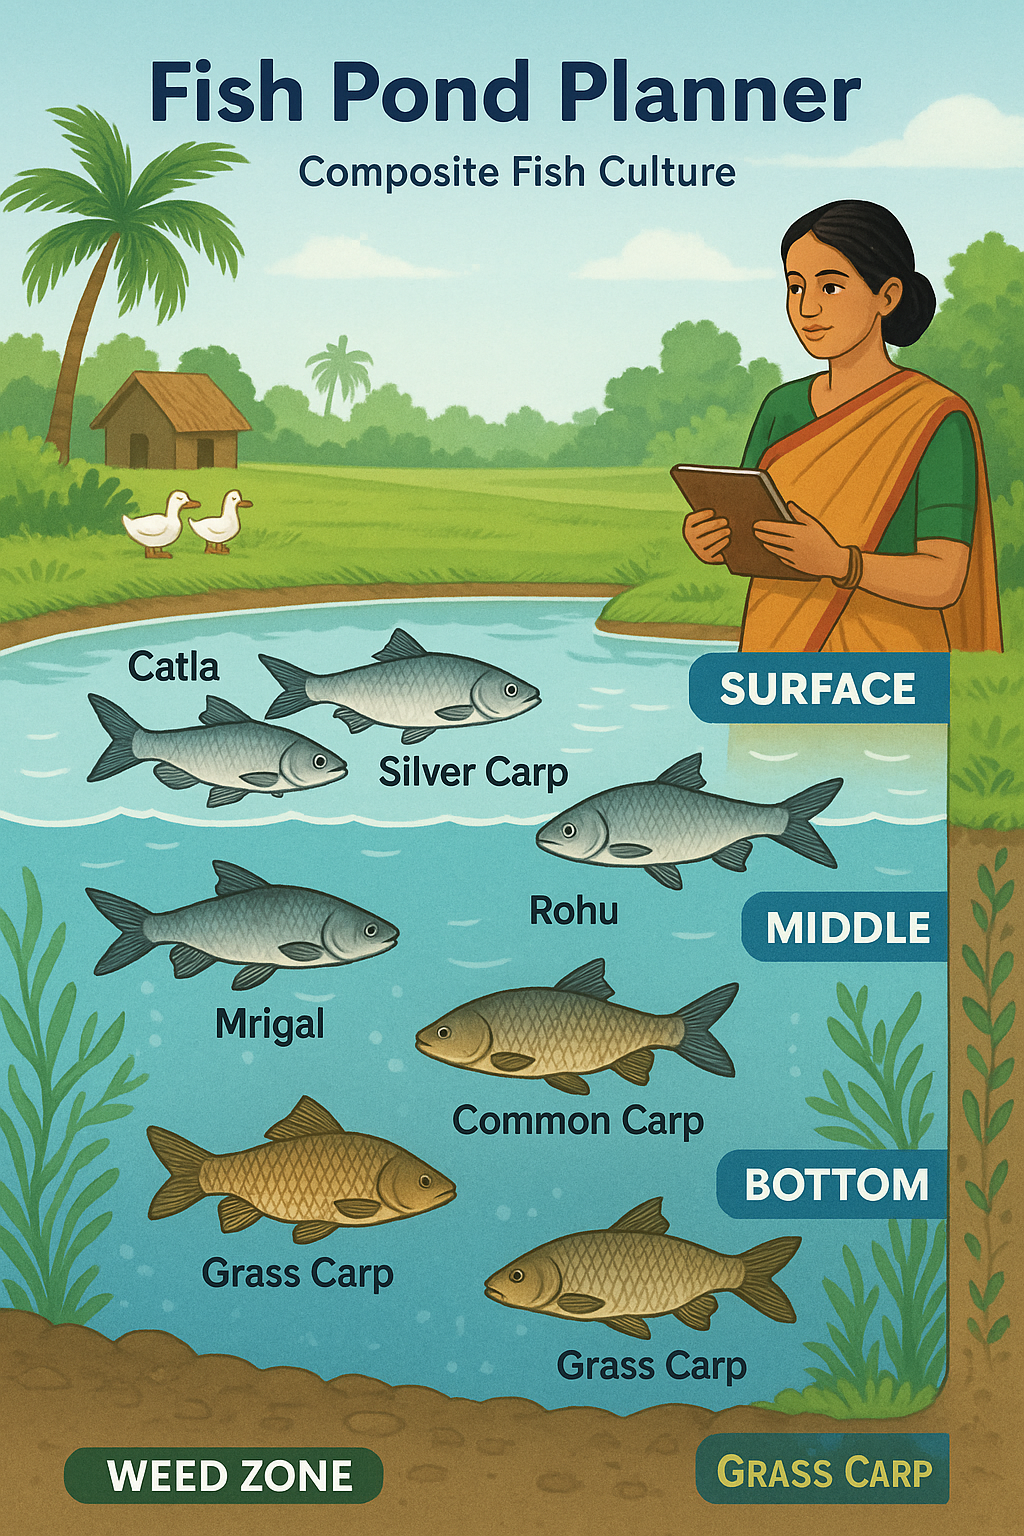 Fish Pond Planner
Composite Fish Culture
Catla
SURFACE
Silver Carp
Rohu
MIDDLE
Mrigal
Common Carp
BOTTOM
Grass Carp
Grass Carp
WEED ZONE
GRASS CARP